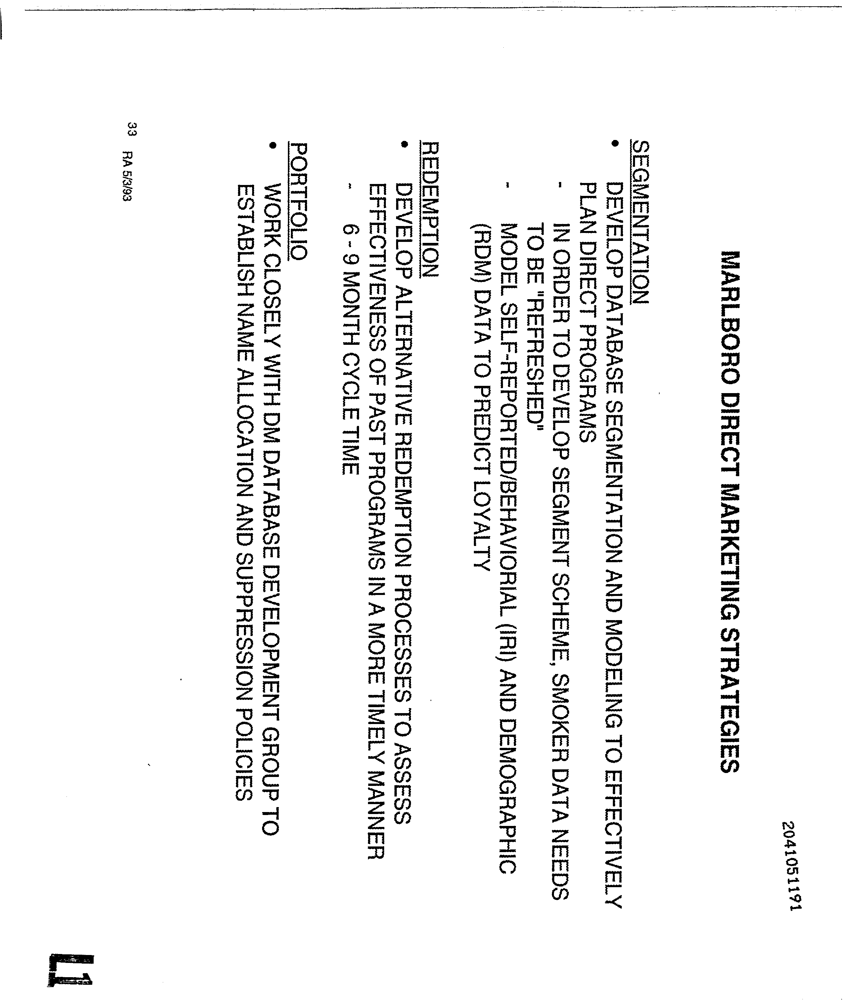 2041051191
MARLBORO DIRECT MARKETING STRATEGIES
SEGMENTATION
• DEVELOP DATABASE SEGMENTATION AND MODELING TO EFFECTIVELY
PLAN DIRECT PROGRAMS
- IN ORDER TO DEVELOP SEGMENT SCHEME, SMOKER DATA NEEDS
TO BE "REFRESHED"
- MODEL SELF-REPORTED/BEHAVIORIAL (IRI) AND DEMOGRAPHIC
(RDM) DATA TO PREDICT LOYALTY
REDEMPTION
• DEVELOP ALTERNATIVE REDEMPTION PROCESSES TO ASSESS
EFFECTIVENESS OF PAST PROGRAMS IN A MORE TIMELY MANNER
- 6 - 9 MONTH CYCLE TIME
PORTFOLIO
• WORK CLOSELY WITH DM DATABASE DEVELOPMENT GROUP TO
ESTABLISH NAME ALLOCATION AND SUPPRESSION POLICIES
33 RA 5/3/93
L1